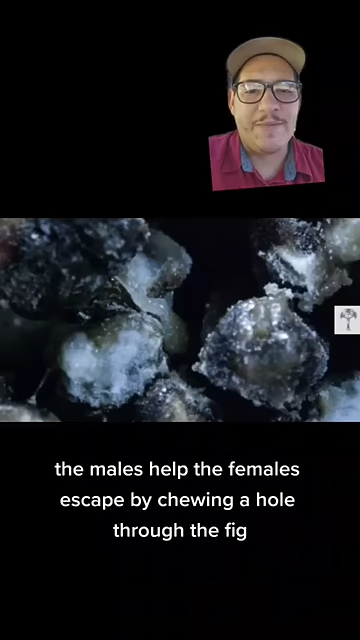 the males help the females
escape by chewing a hole
through the fig